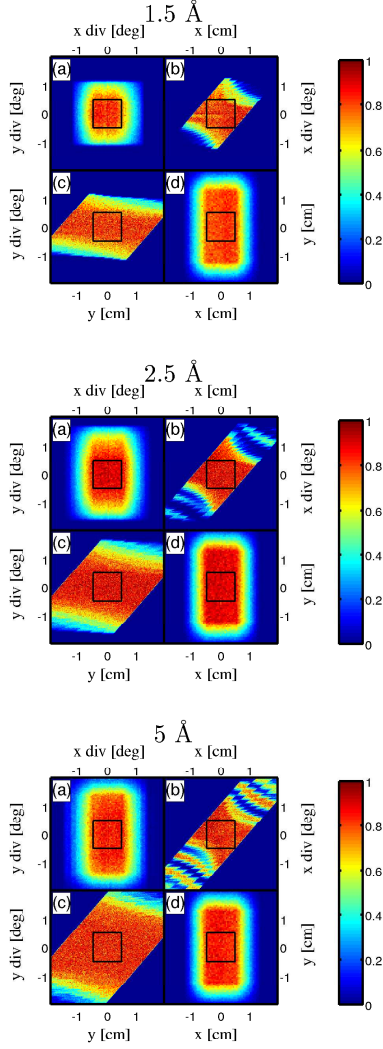 1.5 Å
x div [deg] x [cm]
-1 0 1 -1 0 1
(a) (b)
y div [deg] 1 0 -1 1 0 -1 x div [deg]
(c) (d)
y div [deg] 1 0 -1 1 0 -1 y [cm]
-1 0 1 -1 0 1
y [cm] x [cm]
1
0.8
0.6
0.4
0.2
0
2.5 Å
x div [deg] x [cm]
-1 0 1 -1 0 1
(a) (b)
y div [deg] 1 0 -1 1 0 -1 x div [deg]
(c) (d)
y div [deg] 1 0 -1 1 0 -1 y [cm]
-1 0 1 -1 0 1
y [cm] x [cm]
1
0.8
0.6
0.4
0.2
0
5 Å
x div [deg] x [cm]
-1 0 1 -1 0 1
(a) (b)
y div [deg] 1 0 -1 1 0 -1 x div [deg]
(c) (d)
y div [deg] 1 0 -1 1 0 -1 y [cm]
-1 0 1 -1 0 1
y [cm] x [cm]
1
0.8
0.6
0.4
0.2
0